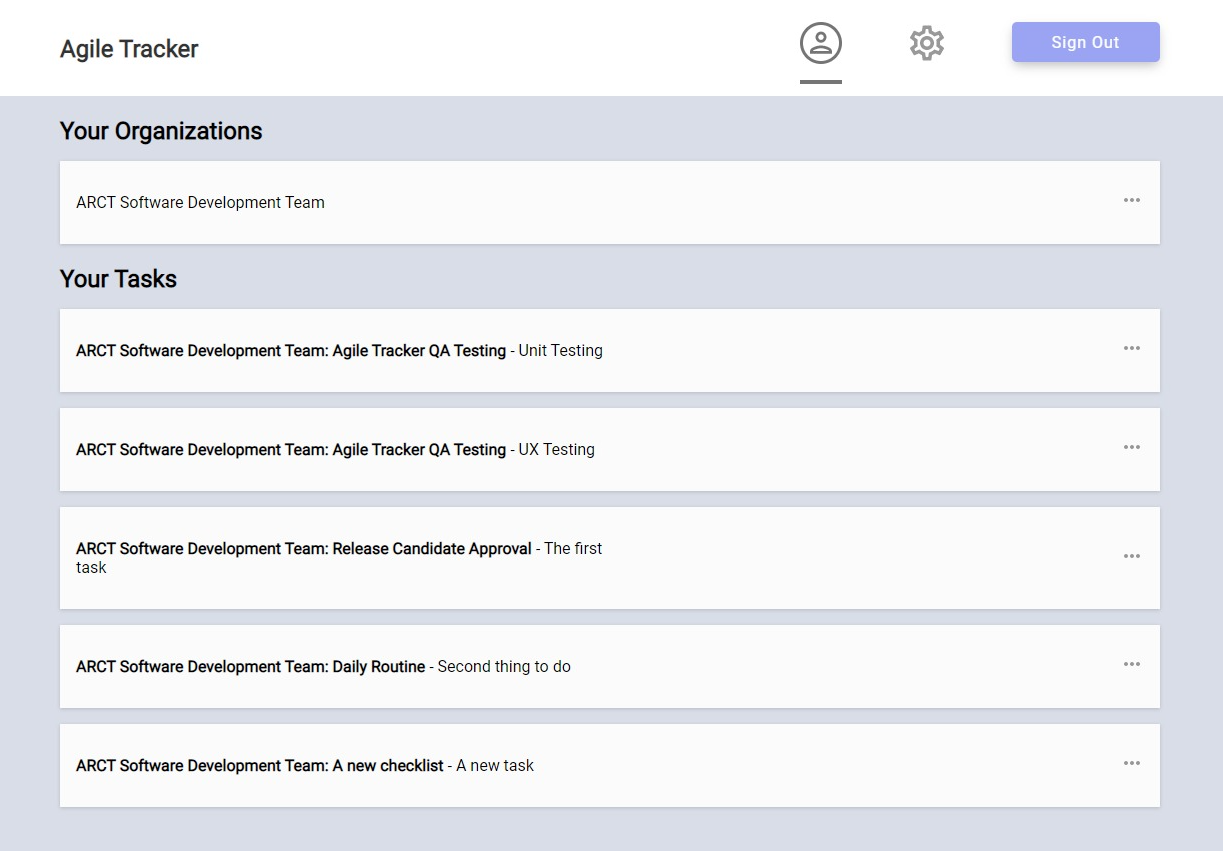 Agile Tracker
Sign Out
Your Organizations
ARCT Software Development Team
Your Tasks
ARCT Software Development Team: Agile Tracker QA Testing - Unit Testing
ARCT Software Development Team: Agile Tracker QA Testing - UX Testing
ARCT Software Development Team: Release Candidate Approval - The first
task
ARCT Software Development Team: Daily Routine - Second thing to do
ARCT Software Development Team: A new checklist - A new task